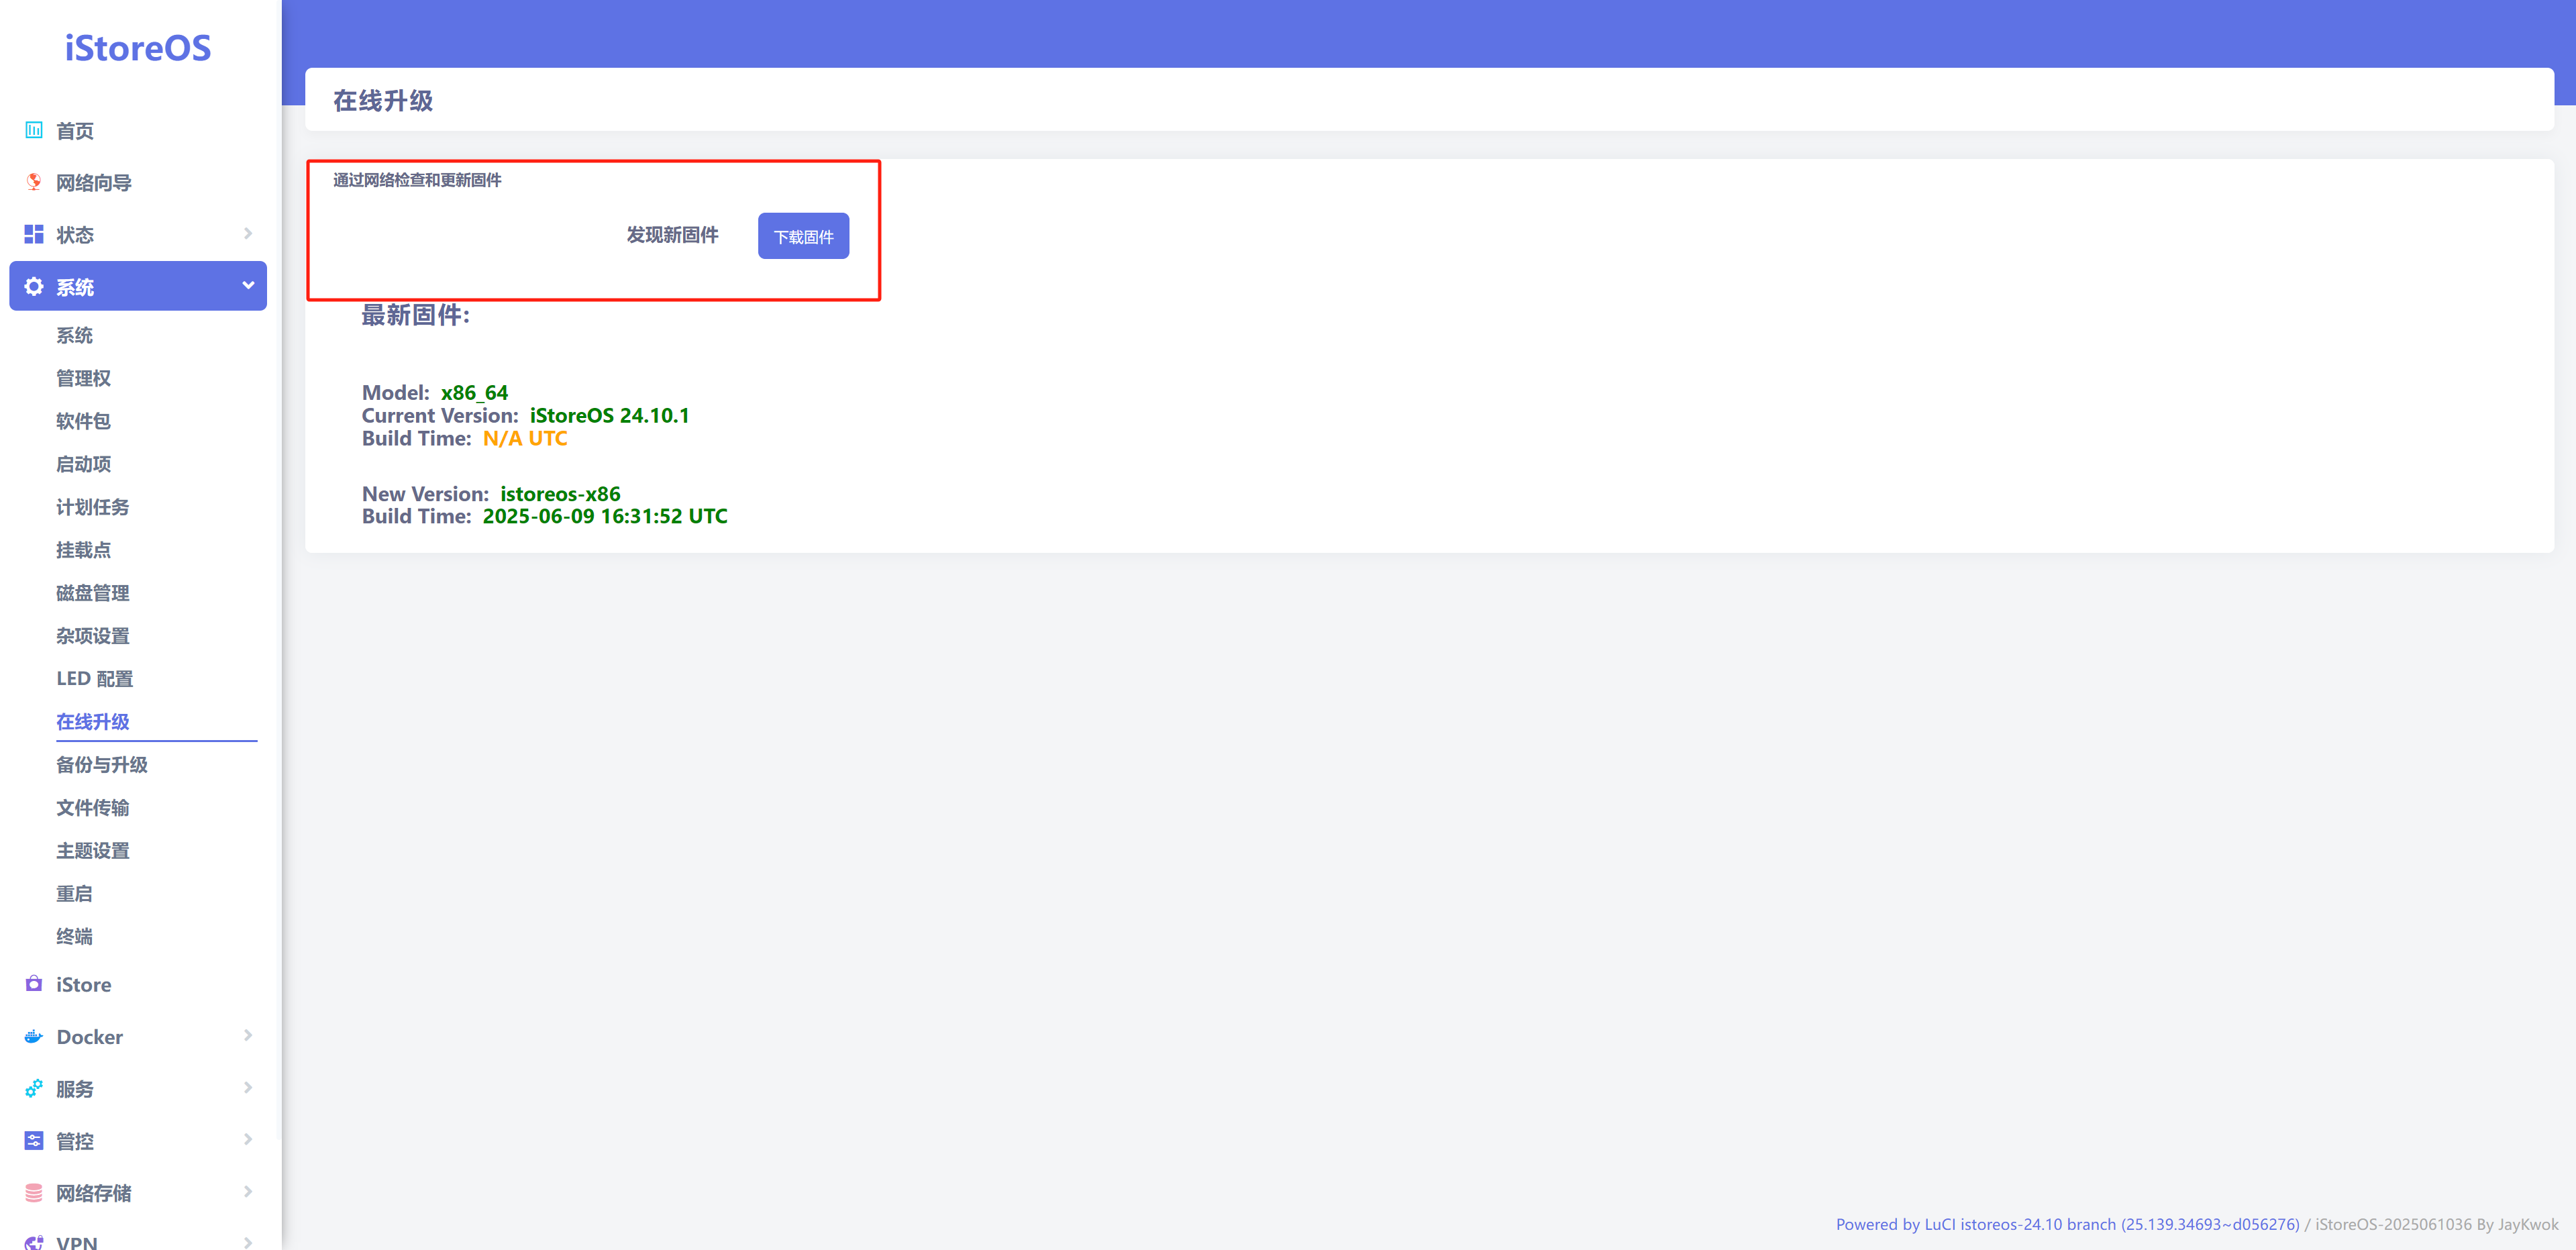 iStoreOS
首页
网络向导
状态
系统
系统
管理权
软件包
启动项
计划任务
挂载点
磁盘管理
杂项设置
LED 配置
在线升级
备份与升级
文件传输
主题设置
重启
终端
iStore
Docker
服务
管控
网络存储
VPN
在线升级
通过网络检查和更新固件
发现新固件
下载固件
最新固件:
Model: x86_64
Current Version: iStoreOS 24.10.1
Build Time: N/A UTC
New Version: istoreos-x86
Build Time: 2025-06-09 16:31:52 UTC
Powered by LuCI istoreos-24.10 branch (25.139.34693~d056276) / iStoreOS-2025061036 By JayKwok